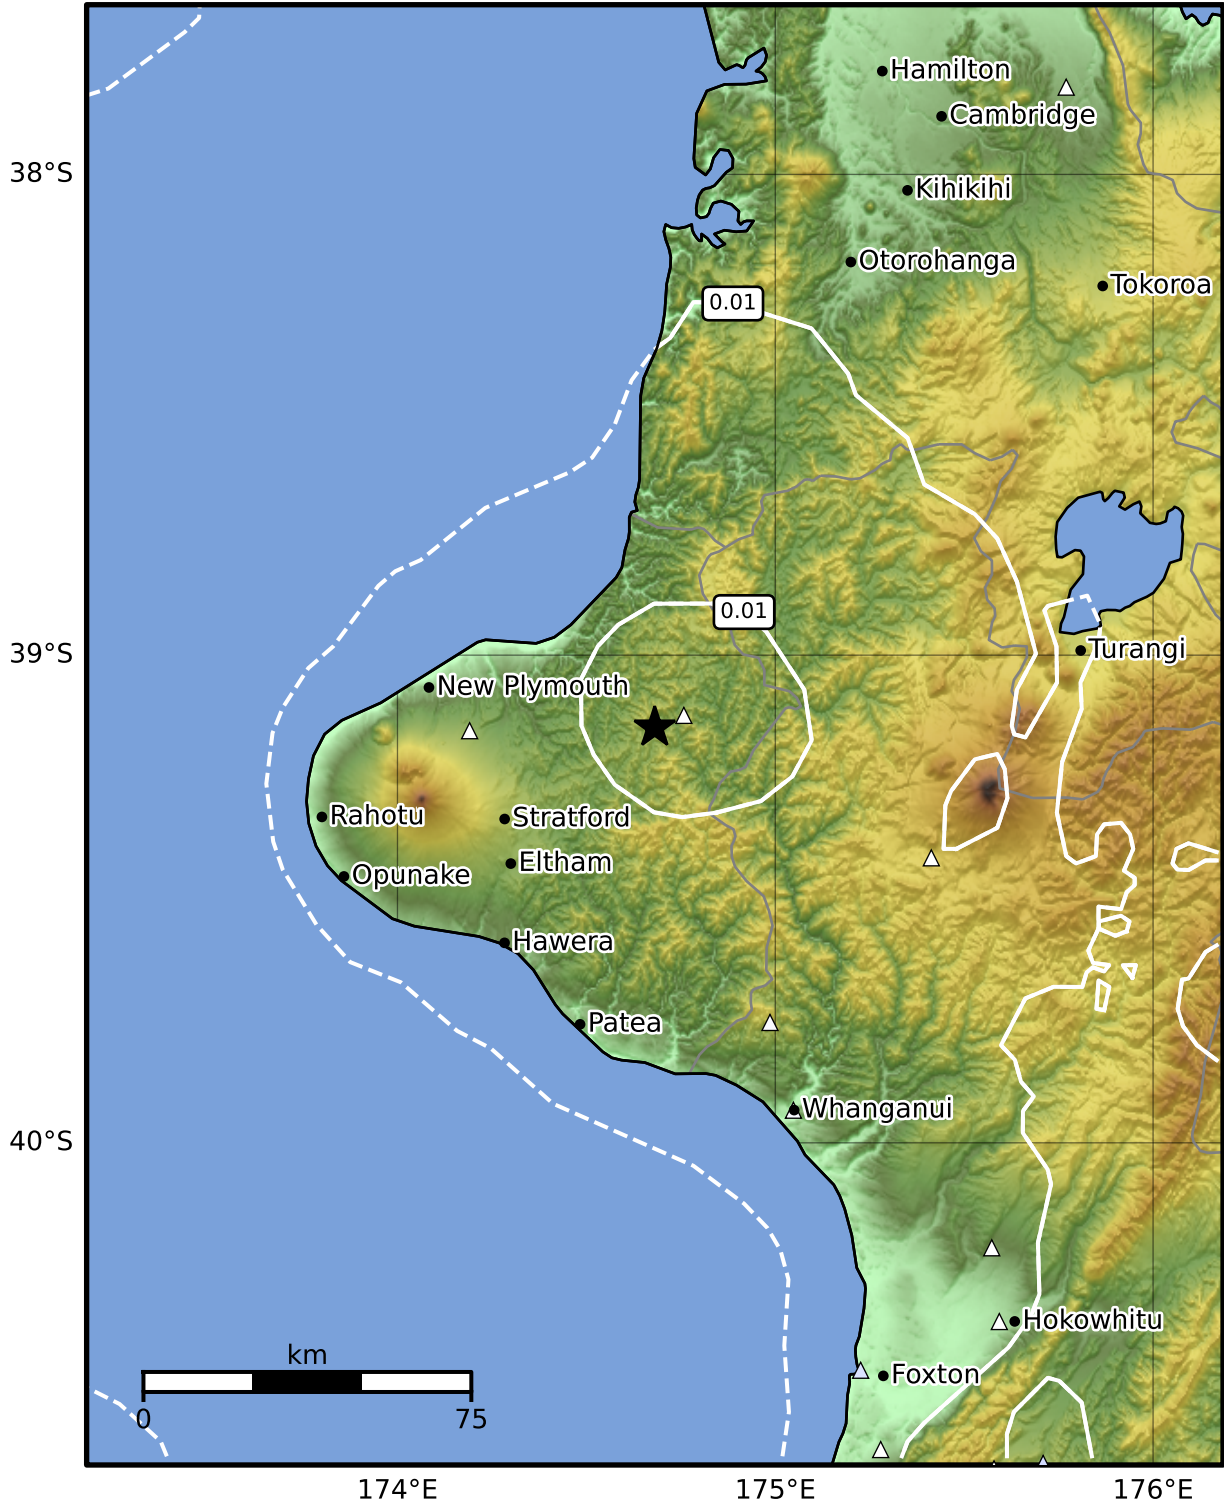 Hamilton
Cambridge
38°S
Kihikihi
Otorohanga
Tokoroa
0.01
0.01
39°S
Turangi
New Plymouth
Rahotu
Stratford
Eltham
Opunake
Hawera
Patea
Whanganui
40°S
Hokowhitu
km
Foxton
0
75
174°E
175°E
176°E